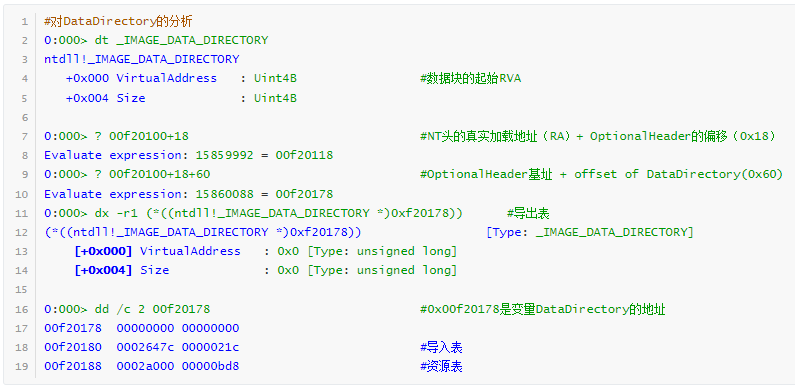 1 #对DataDirectory的分析
2 0:000> dt _IMAGE_DATA_DIRECTORY
3 ntdll!_IMAGE_DATA_DIRECTORY
4    +0x000 VirtualAddress   : Uint4B                 #数据块的起始RVA
5    +0x004 Size             : Uint4B
6
7 0:000> ? 00f20100+18                                #NT头的真实加载地址（RA）+ OptionalHeader的偏移（0x18）
8 Evaluate expression: 15859992 = 00f20118
9 0:000> ? 00f20100+18+60                             #OptionalHeader基址 + offset of DataDirectory(0x60)
10 Evaluate expression: 15860088 = 00f20178
11 0:000> dx -r1 (*((ntdll!_IMAGE_DATA_DIRECTORY *)0xf20178))      #导出表
12 (*((ntdll!_IMAGE_DATA_DIRECTORY *)0xf20178))                 [Type: _IMAGE_DATA_DIRECTORY]
13     [+0x000] VirtualAddress   : 0x0 [Type: unsigned long]
14     [+0x004] Size             : 0x0 [Type: unsigned long]
15
16 0:000> dd /c 2 00f20178                             #0x00f20178是变量DataDirectory的地址
17 00f20178  00000000 00000000
18 00f20180  0002647c 0000021c                         #导入表
19 00f20188  0002a000 00000bd8                         #资源表